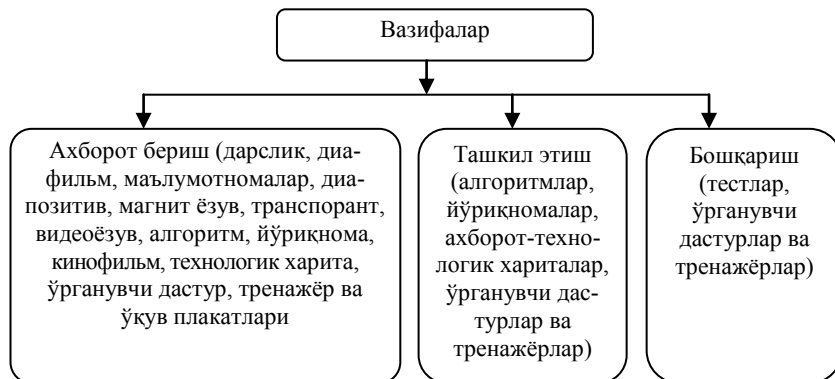 Вазифалар
Ахборот бериш (дарслик, диа-
фильм, маълумотномалар, диа-
позитив, магнит ёзув, транспорант,
видеоёзув, алгоритм, йўриқнома,
кинофильм, технологик харита,
ўрганувчи дастур, тренажёр ва
ўқув плакатлари
Ташкил этиш
(алгоритмлар,
йўриқномалар,
ахборот-техно-
логик хариталар,
ўрганувчи дас-
турлар ва
тренажёрлар)
Бошқариш
(тестлар,
ўрганувчи
дастурлар ва
тренажёрлар)